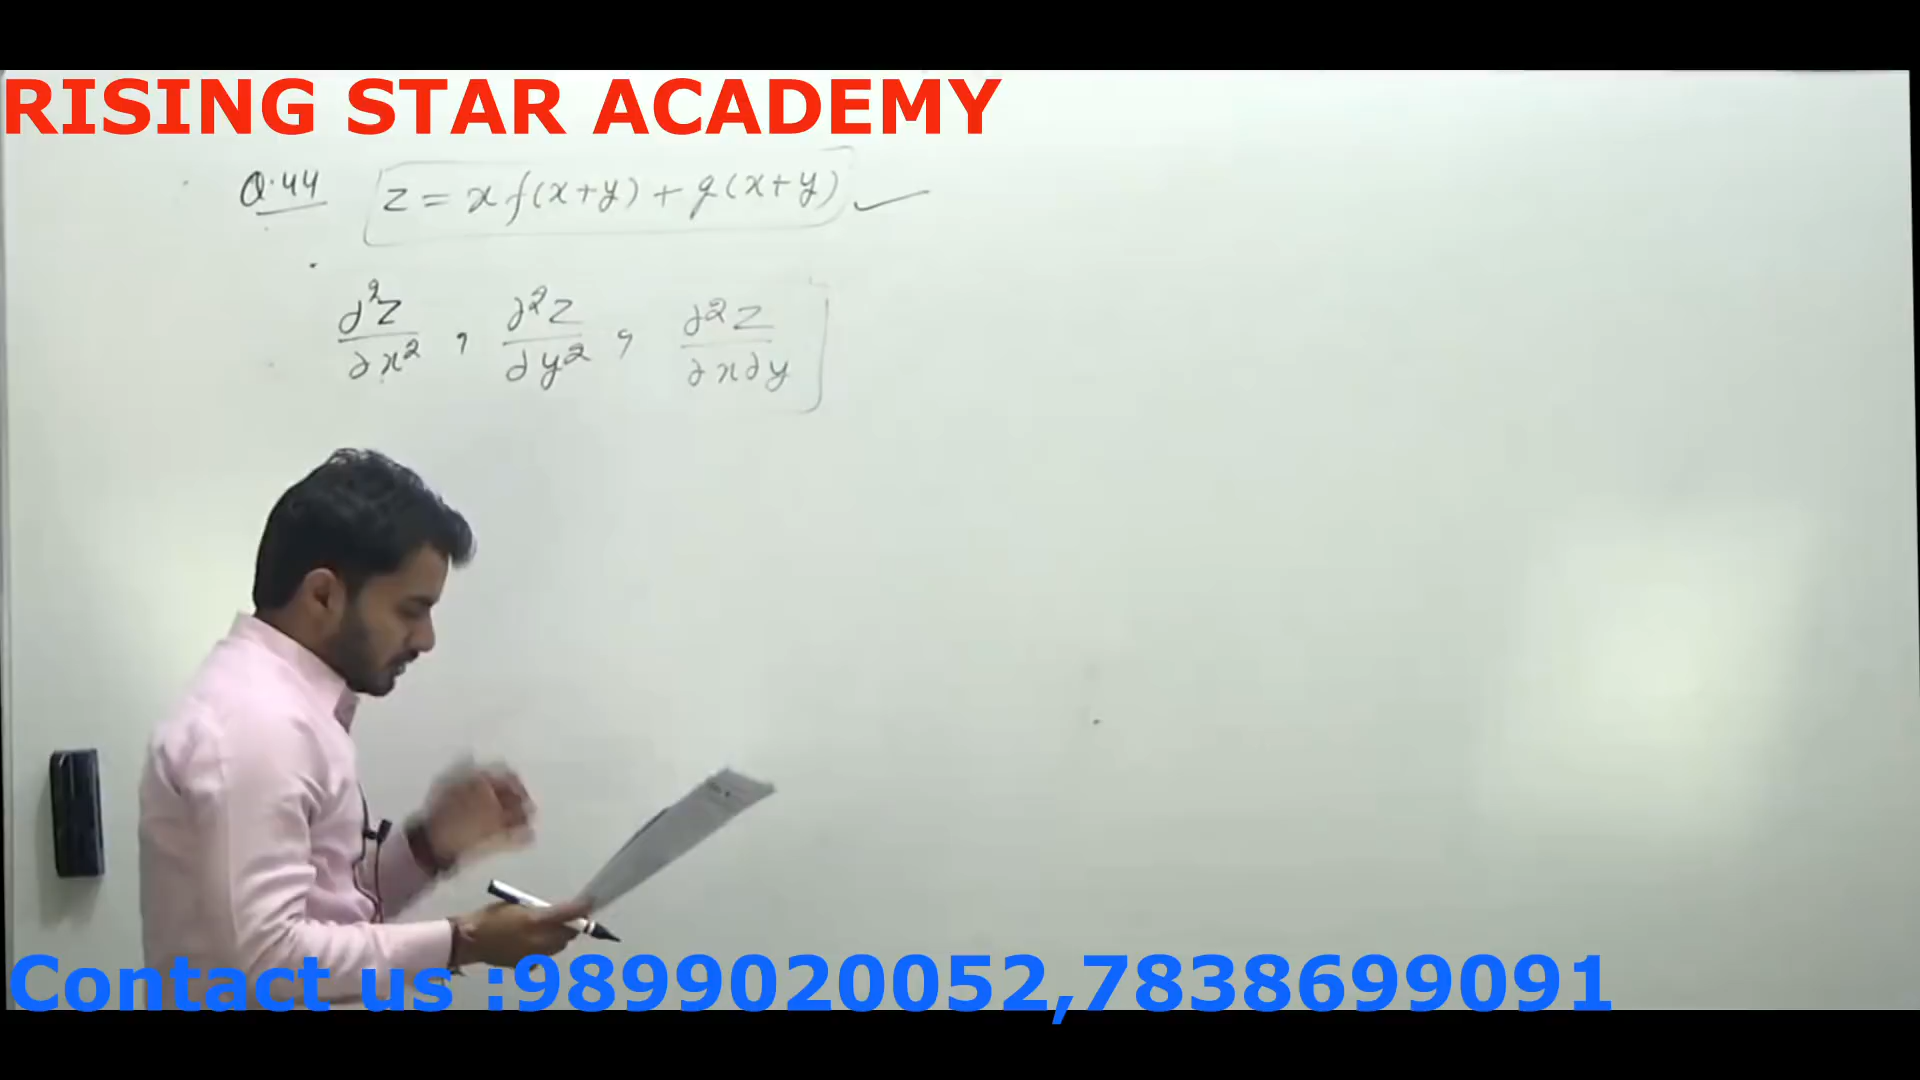 RISING STAR ACADEMY
Q.44 z = x f(x+y) + g(x+y)
∂²z/∂x² , ∂²z/∂y² , ∂²z/∂x∂y
Contact us :9899020052,7838699091